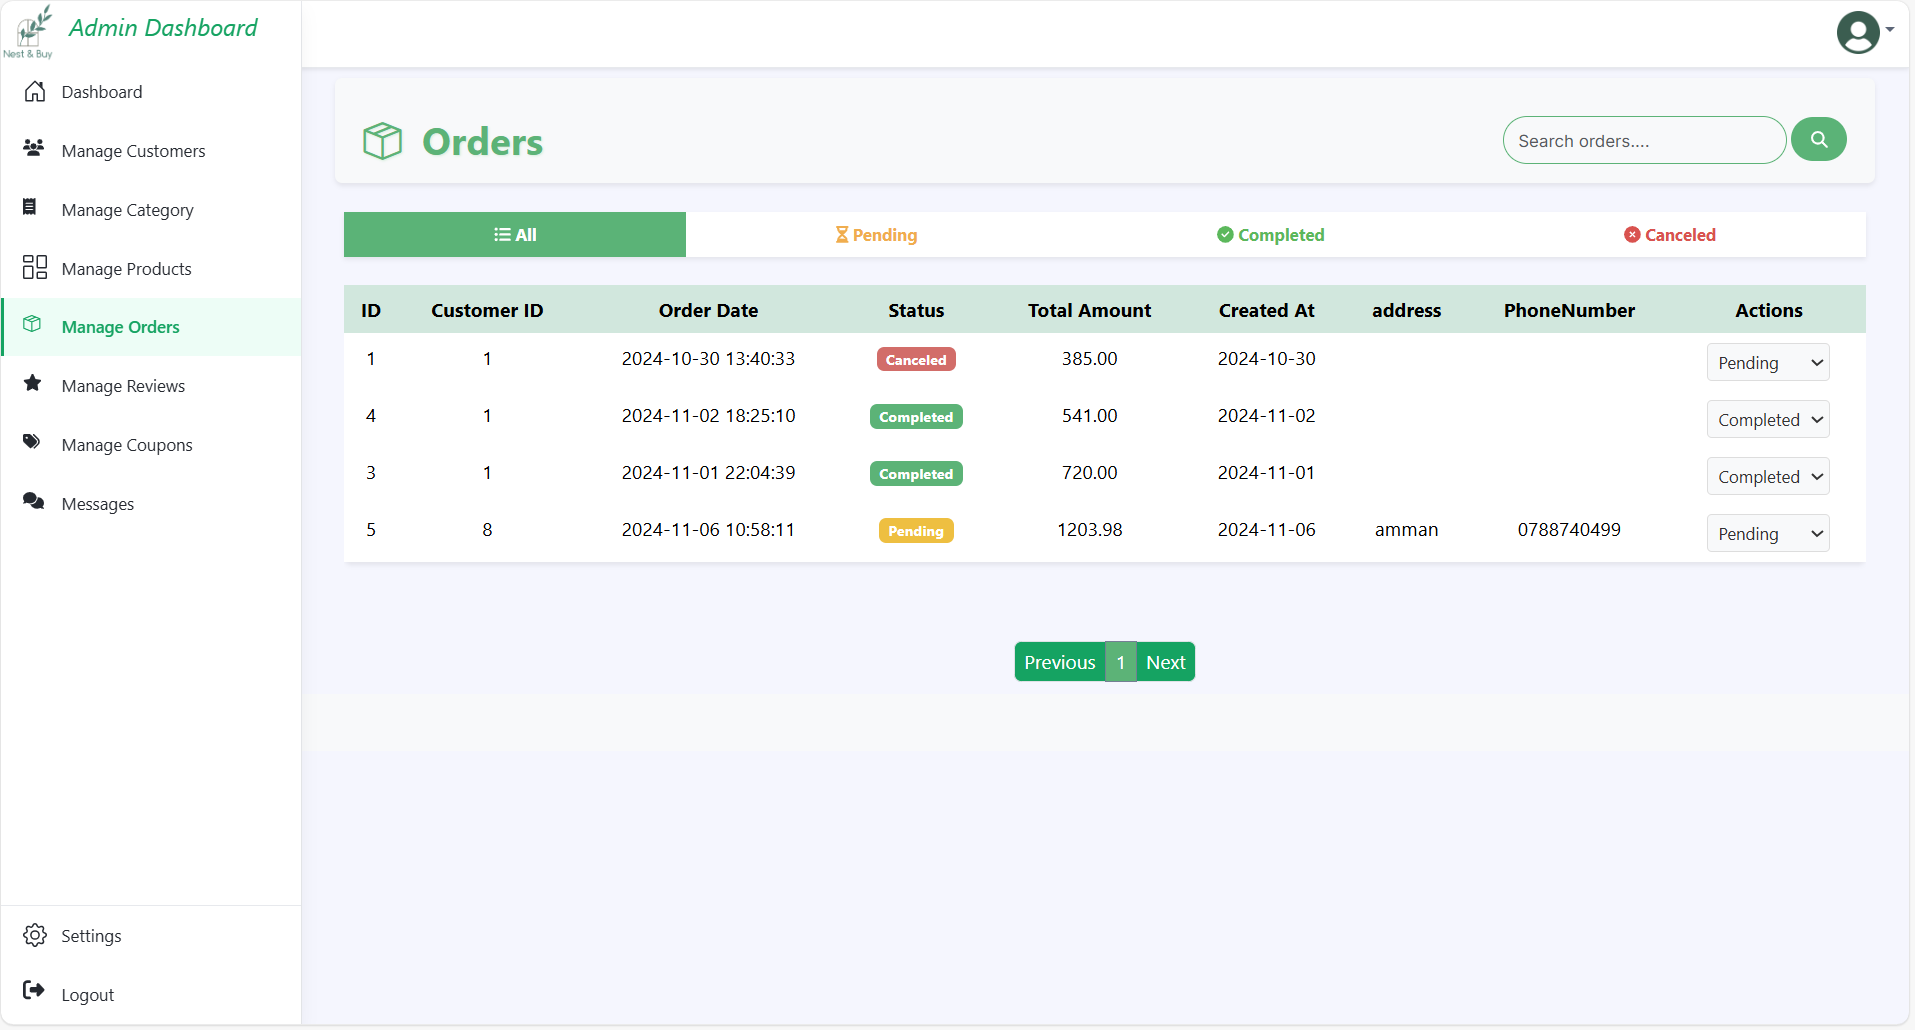 Nest & Buy
Admin Dashboard
Dashboard
Manage Customers
Manage Category
Manage Products
Manage Orders
Manage Reviews
Manage Coupons
Messages
Settings
Logout
Orders
Search orders....
All Pending Completed Canceled
ID Customer ID Order Date Status Total Amount Created At address PhoneNumber Actions
1 1 2024-10-30 13:40:33 Canceled 385.00 2024-10-30 Pending
4 1 2024-11-02 18:25:10 Completed 541.00 2024-11-02 Completed
3 1 2024-11-01 22:04:39 Completed 720.00 2024-11-01 Completed
5 8 2024-11-06 10:58:11 Pending 1203.98 2024-11-06 amman 0788740499 Pending
Previous 1 Next